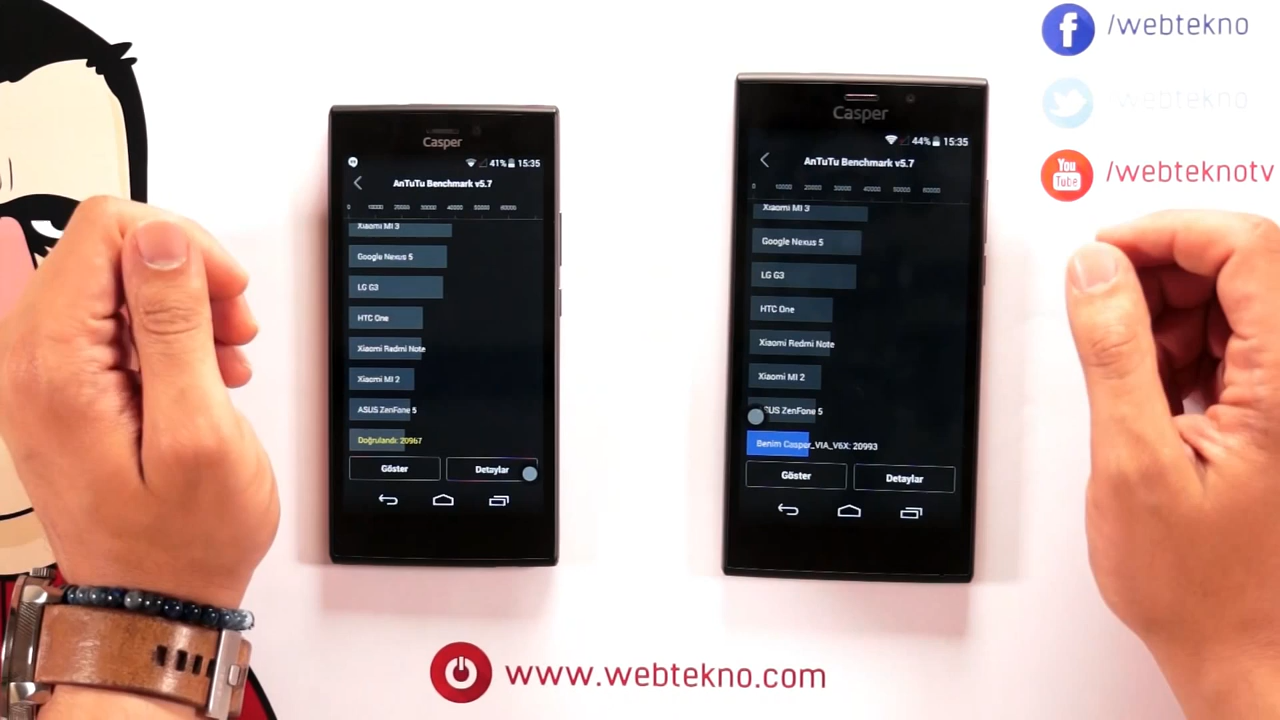 /webtekno
/webtekno
You
Tube
/webteknotv
Casper
41% 15:35
AnTuTu Benchmark v5.7
0 10000 20000 30000 40000 50000 60000
Xiaomi MI 3
Google Nexus 5
LG G3
HTC One
Xiaomi Redmi Note
Xiaomi MI 2
ASUS ZenFone 5
Doğrulandı: 20967
Göster Detaylar
Casper
44% 15:35
AnTuTu Benchmark v5.7
0 10000 20000 30000 40000 50000 60000
Xiaomi MI 3
Google Nexus 5
LG G3
HTC One
Xiaomi Redmi Note
Xiaomi MI 2
SUS ZenFone 5
Benim Casper_VIA_V6X: 20993
Göster Detaylar
www.webtekno.com